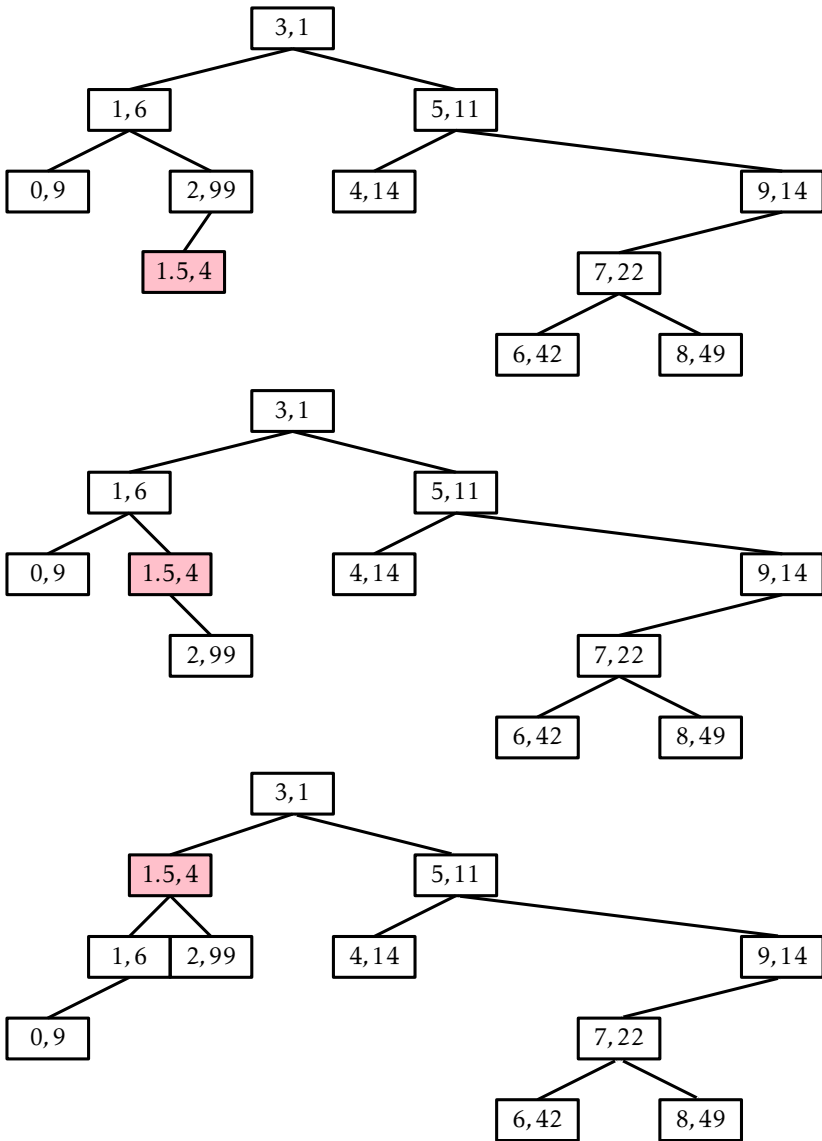 3, 1
1, 6 5, 11
0, 9 2, 99 4, 14 9, 14
1.5, 4 7, 22
6, 42 8, 49
3, 1
1, 6 5, 11
0, 9 1.5, 4 4, 14 9, 14
2, 99 7, 22
6, 42 8, 49
3, 1
1.5, 4 5, 11
1, 6 2, 99 4, 14 9, 14
0, 9 7, 22
6, 42 8, 49